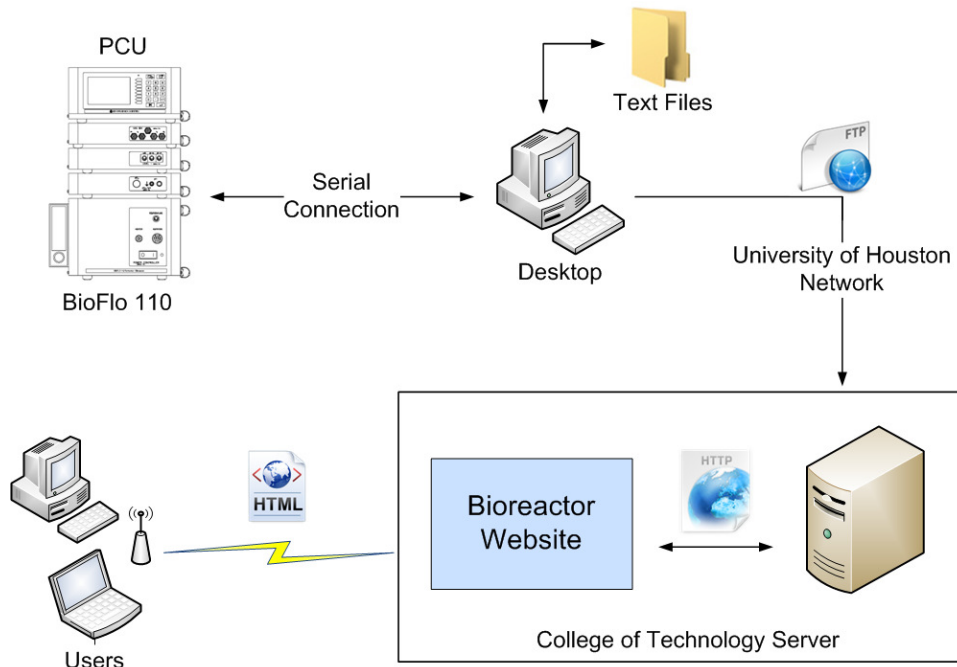 PCU
Text Files
FTP
Serial
Connection
Desktop
University of Houston
Network
BioFlo 110
HTML
Bioreactor
Website
HTTP
College of Technology Server
Users